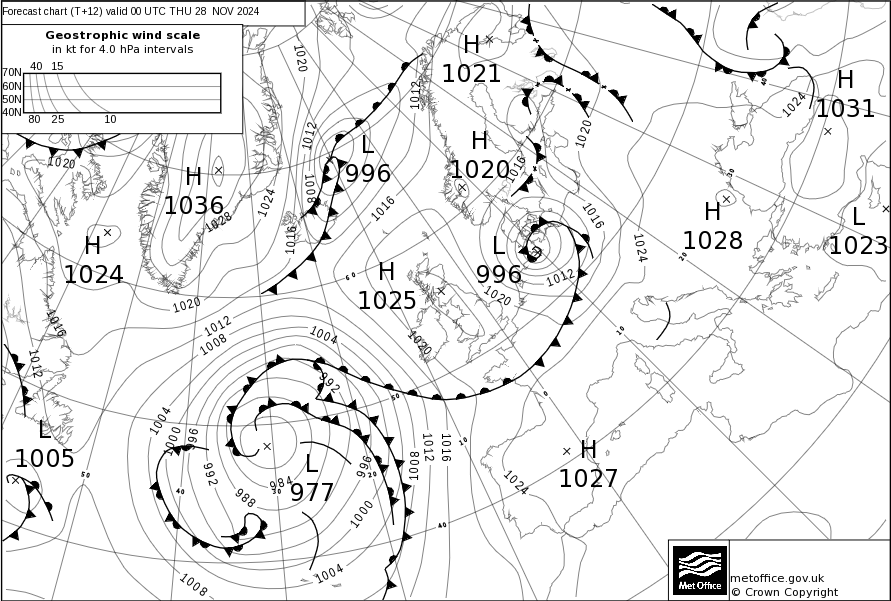 Forecast chart (T+12) valid 00 UTC THU 28 NOV 2024
Geostrophic wind scale
in kt for 4.0 hPa intervals
40 15
70N
60N
50N
40N
80 25 10
H
1021
H
1031
L
996
H
1020
H
1036
H
1028
L
1023
H
1024
L
996
H
1025
L
1005
L
977
H
1027
1020
1012
1012
1020
1024
1020
1016
1008
1024
1016
1028
1016
1016
1024
1012
1020
1020
1012
1008
1004
1020
1016
1012
992
1004
1000
996
992
988
984
996
1000
1004
1008
1008
1012
1016
1024
40
30
20
10
0
60
50
10
50
40
30
20
40
Met Office
metoffice.gov.uk
© Crown Copyright